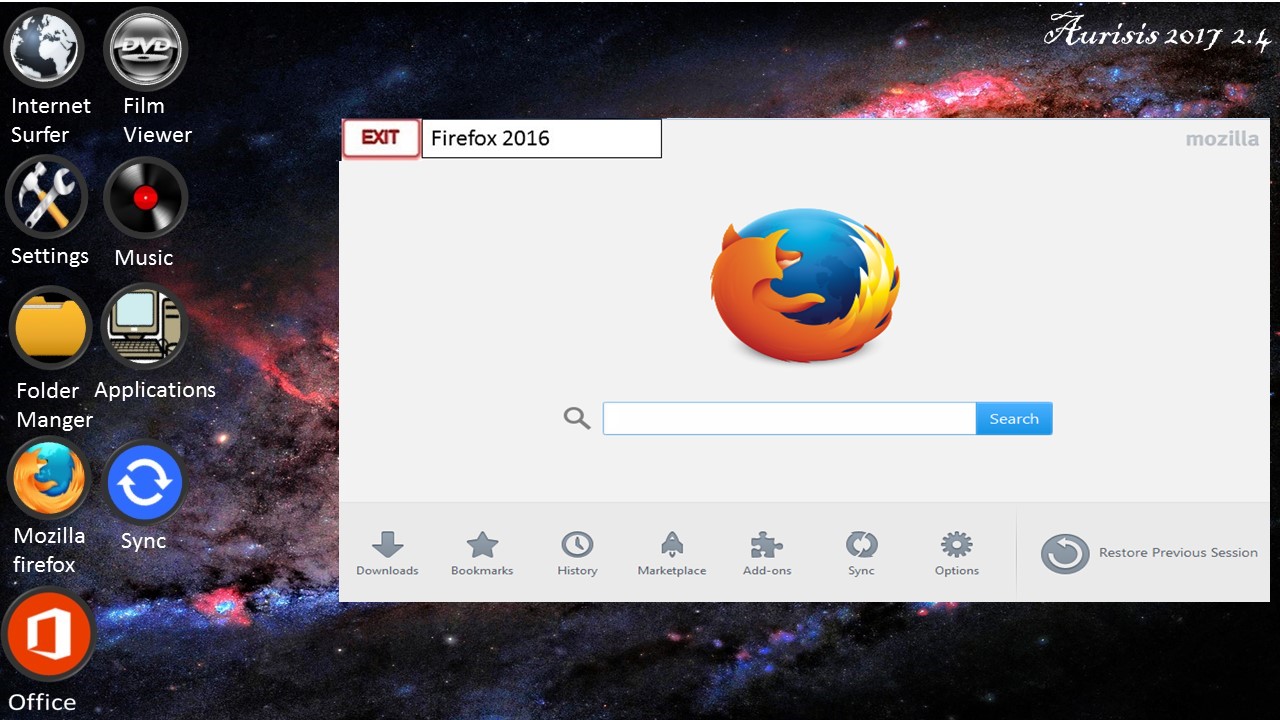 Aurisis 2017 2.4
Internet
Surfer
DVD
Film
Viewer
Settings
Music
Folder
Manger
Applications
Mozilla
firefox
Sync
Office
EXIT
Firefox 2016
mozilla
Search
Downloads
Bookmarks
History
Marketplace
Add-ons
Sync
Options
Restore Previous Session